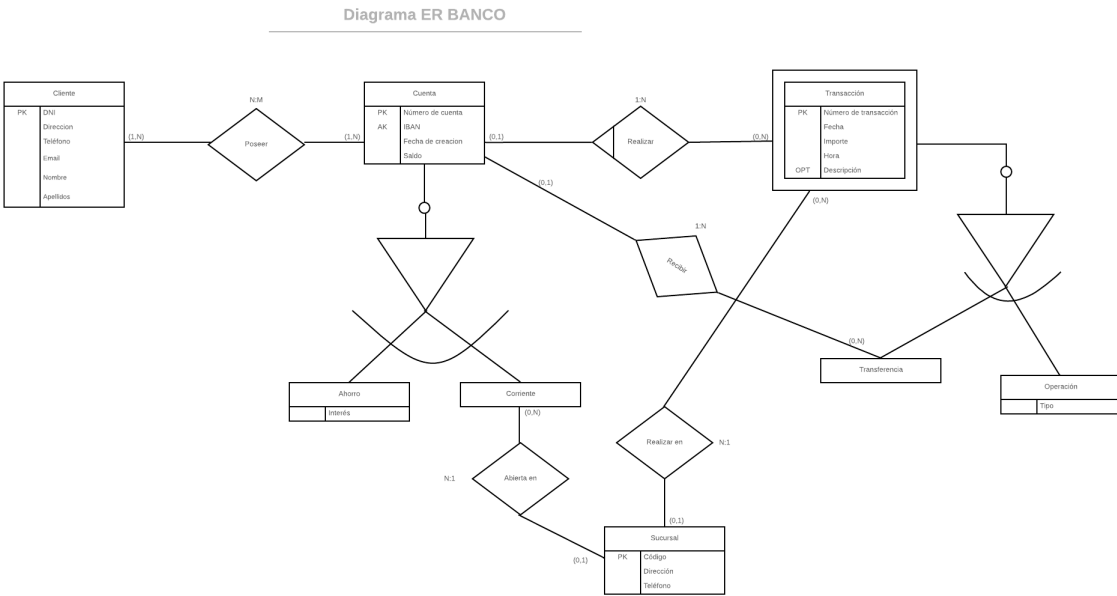 Diagrama ER BANCO
Cliente
PK DNI
Direccion
Teléfono
Email
Nombre
Apellidos
(1,N)
N:M
Poseer
(1,N)
Cuenta
PK Número de cuenta
AK IBAN
Fecha de creacion
Saldo
(0,1)
1:N
Realizar
(0,N)
Transacción
PK Número de transacción
Fecha
Importe
Hora
OPT Descripción
(0,1)
(0,N)
1:N
Recibir
(0,N)
Transferencia
Operación
Tipo
Ahorro
Interés
Corriente
(0,N)
N:1
Abierta en
(0,1)
Realizar en
N:1
(0,1)
Sucursal
PK Código
Dirección
Teléfono